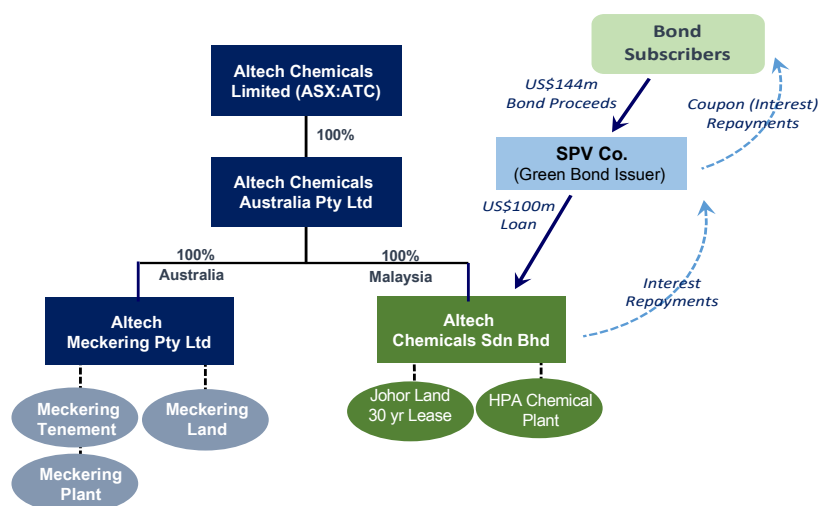 Bond
Subscribers
Altech Chemicals
Limited (ASX:ATC)
US$144m
Bond Proceeds
Coupon (Interest)
Repayments
100%
SPV Co.
(Green Bond Issuer)
Altech Chemicals
Australia Pty Ltd
US$100m
Loan
100%
Australia
100%
Malaysia
Interest
Repayments
Altech
Meckering Pty Ltd
Altech
Chemicals Sdn Bhd
Meckering
Tenement
Meckering
Land
Johor Land
30 yr Lease
HPA Chemical
Plant
Meckering
Plant